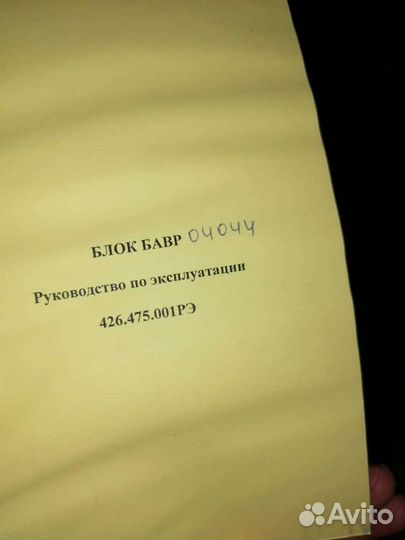 БЛОК БАВР 04044
Руководство по эксплуатации
426.475.001РЭ
Avito